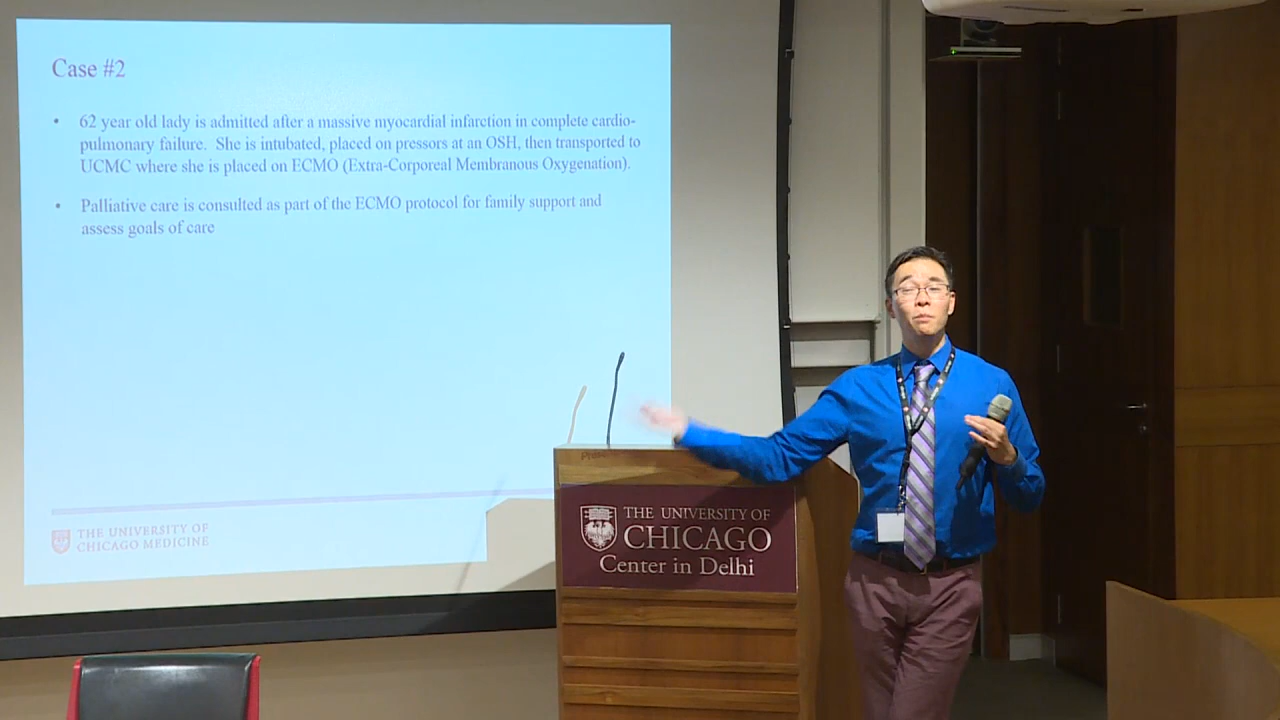 Case #2
• 62 year old lady is admitted after a massive myocardial infarction in complete cardio-
pulmonary failure. She is intubated, placed on pressors at an OSH, then transported to
UCMC where she is placed on ECMO (Extra-Corporeal Membranous Oxygenation).
• Palliative care is consulted as part of the ECMO protocol for family support and
assess goals of care
THE UNIVERSITY OF
CHICAGO MEDICINE
THE UNIVERSITY OF
CHICAGO
Center in Delhi